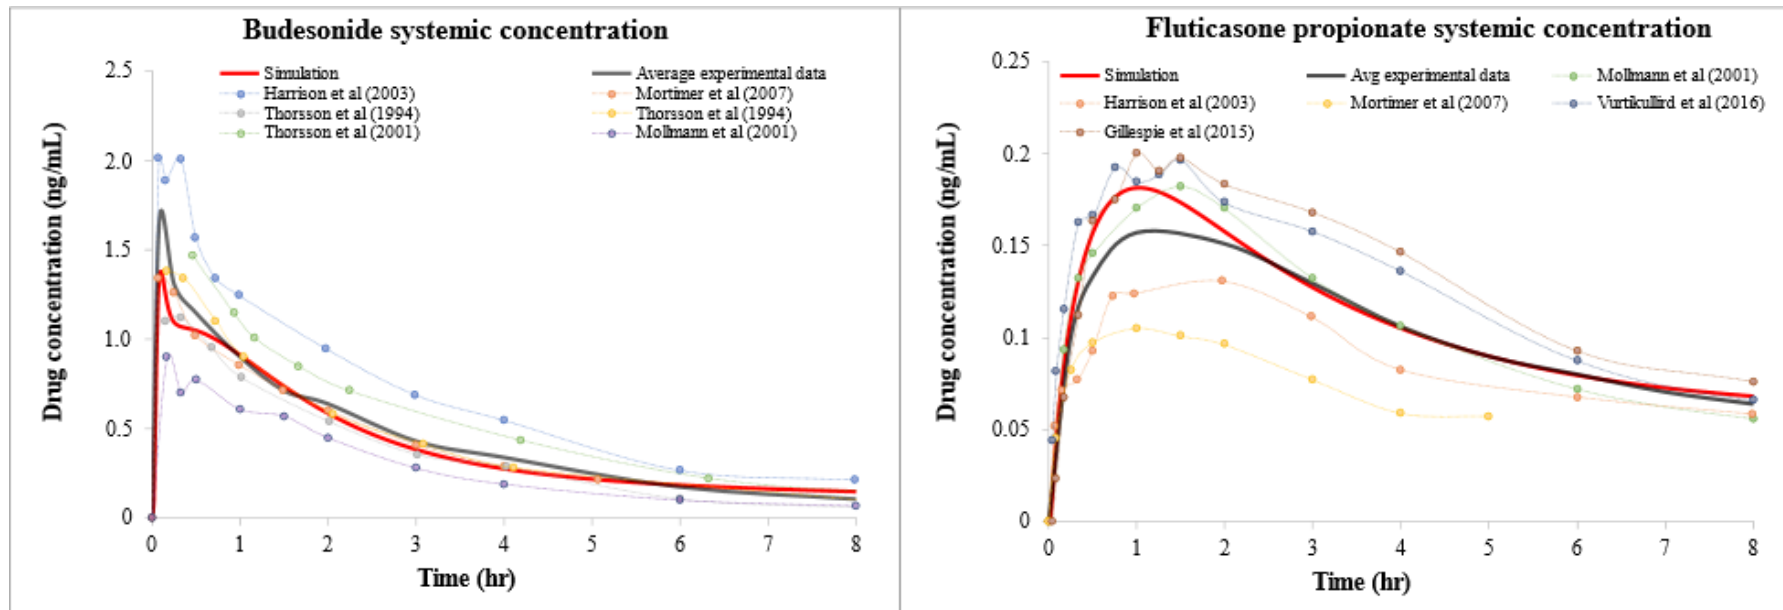 Budesonide systemic concentration
Simulation
Average experimental data
Harrison et al (2003)
Mortimer et al (2007)
Thorsson et al (1994)
Thorsson et al (1994)
Thorsson et al (2001)
Mollmann et al (2001)
Drug concentration (ng/mL)
2.5
2.0
1.5
1.0
0.5
0
0 1 2 3 4 5 6 7 8
Time (hr)
Fluticasone propionate systemic concentration
Simulation
Avg experimental data
Mollmann et al (2001)
Harrison et al (2003)
Mortimer et al (2007)
Vurtikullird et al (2016)
Gillespie et al (2015)
Drug concentration (ng/mL)
0.25
0.2
0.15
0.1
0.05
0
0 1 2 3 4 5 6 7 8
Time (hr)